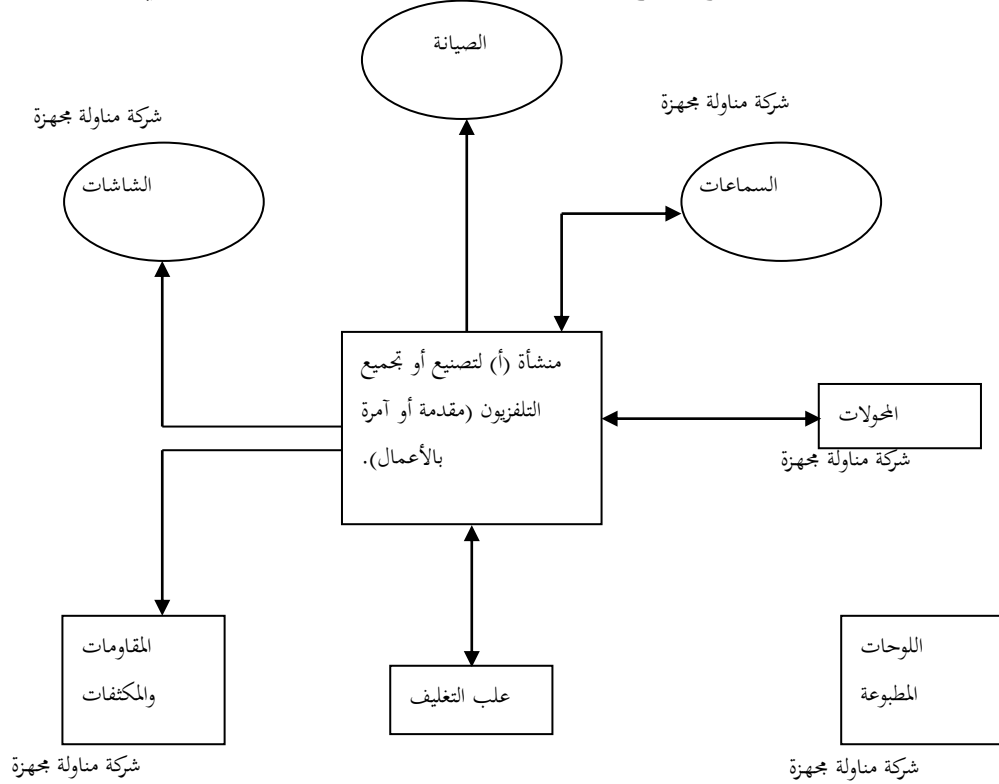 الصيانة
شركة مناولة مجهزة
السماعات
شركة مناولة مجهزة
الشاشات
منشأة (أ) لتصنيع أو تجميع
التلفزيون (مقدمة أو آمرة
بالأعمال).
المحولات
شركة مناولة مجهزة
اللوحات
المطبوعة
شركة مناولة مجهزة
علب التغليف
المقاومات
والمكثفات
شركة مناولة مجهزة